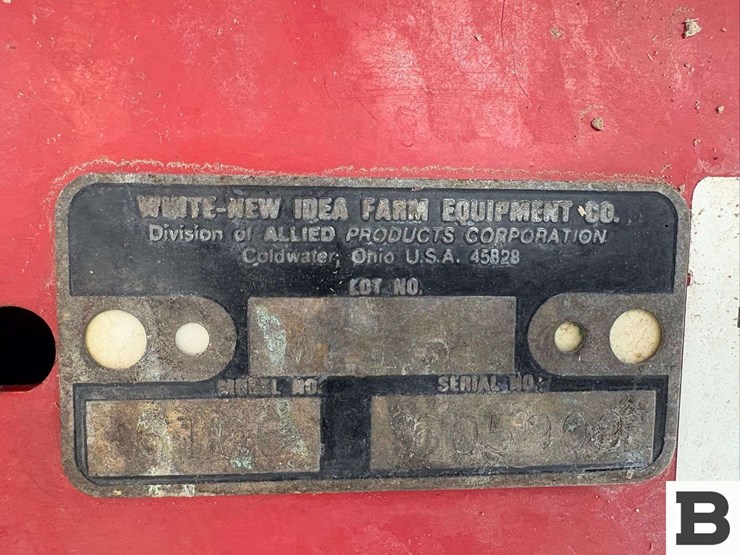 WHITE-NEW IDEA FARM EQUIPMENT CO.
Division of ALLIED PRODUCTS CORPORATION
Coldwater, Ohio U.S.A. 45828
LOT NO.
MODEL NO. SERIAL NO.
B